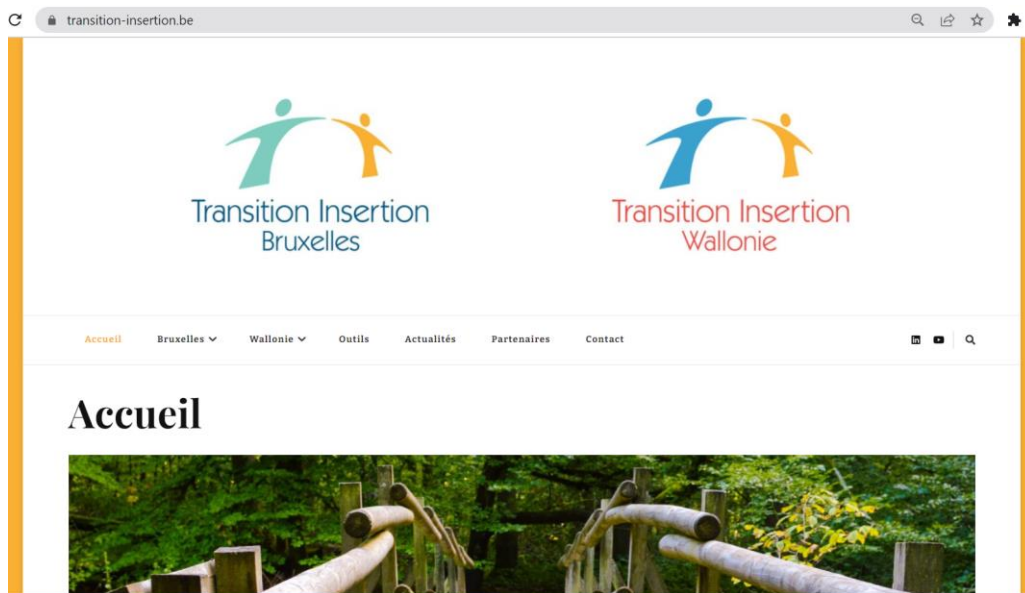 transition-insertion.be
Transition Insertion
Bruxelles
Transition Insertion
Wallonie
Accueil Bruxelles Wallonie Outils Actualités Partenaires Contact
Accueil